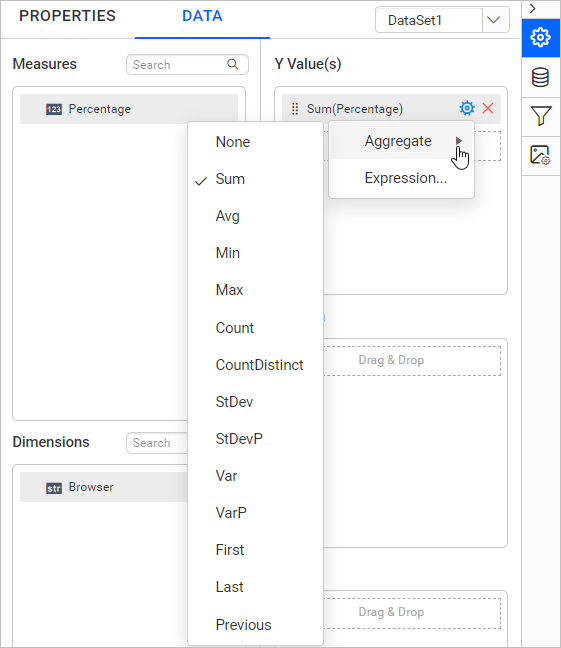 PROPERTIES
DATA
DataSet1
Measures
Search
123 Percentage
Y Value(s)
Sum(Percentage)
Aggregate
Expression...
None
Sum
Avg
Min
Max
Count
CountDistinct
StDev
StDevP
Var
VarP
First
Last
Previous
Drag & Drop
Dimensions
Search
str Browser
Drag & Drop